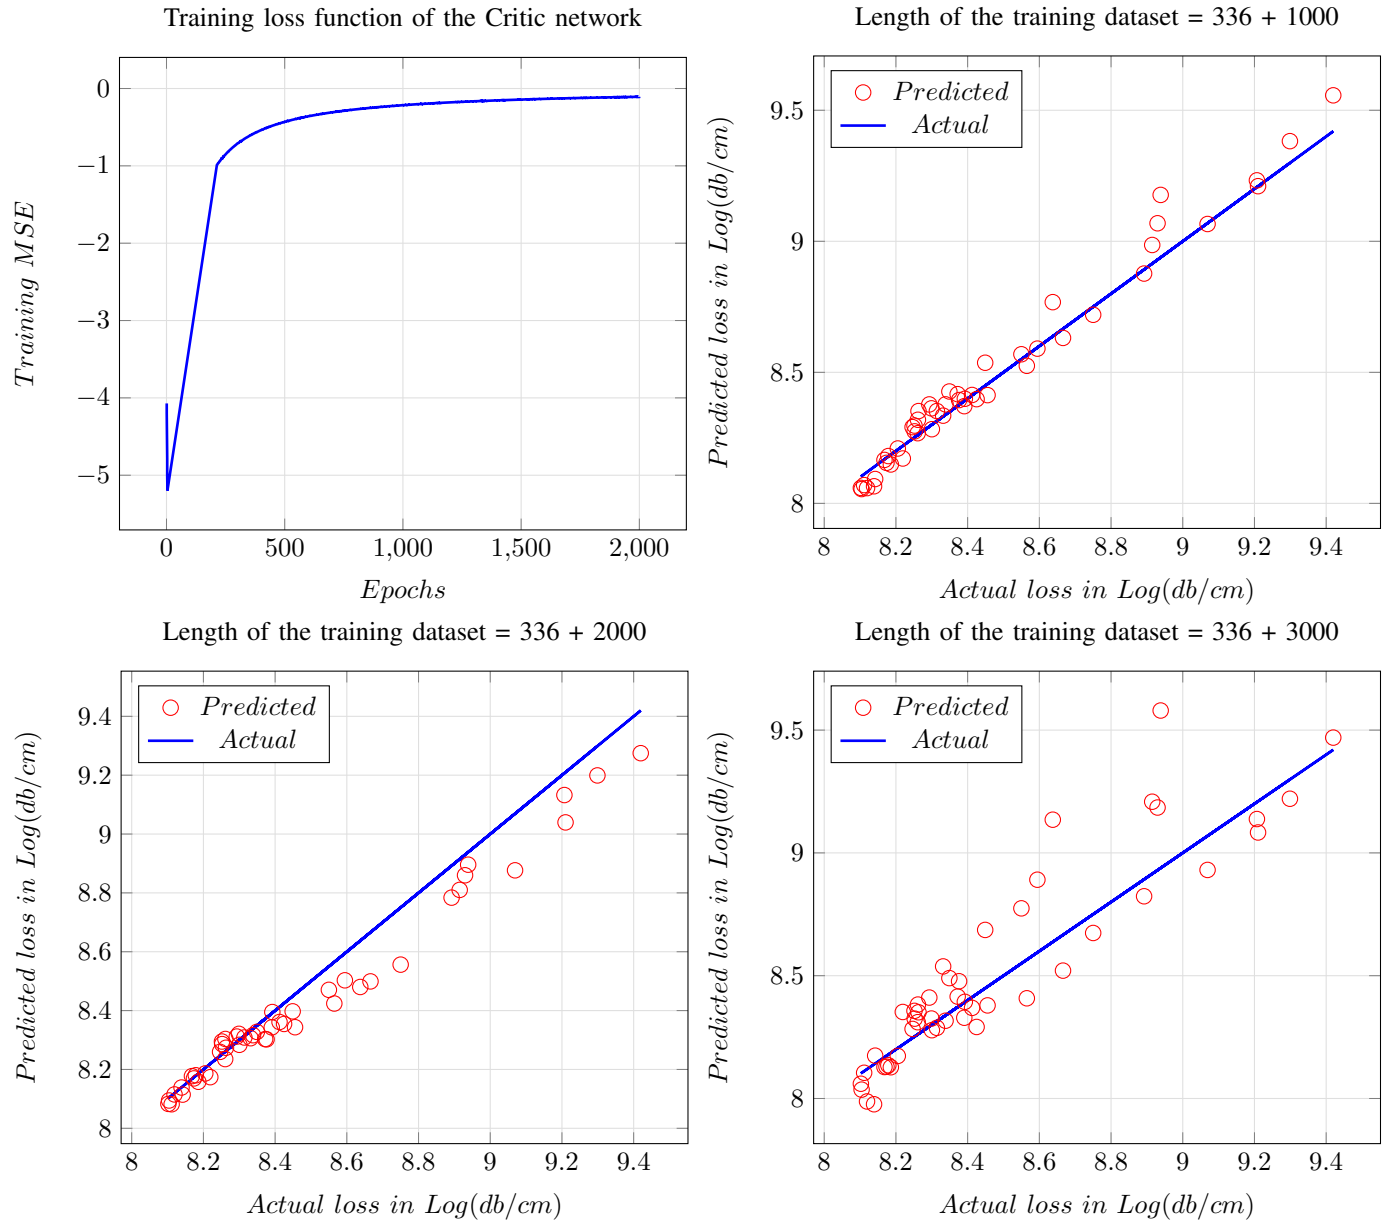 Training loss function of the Critic network
Training MSE
0
−1
−2
−3
−4
−5
0 500 1,000 1,500 2,000
Epochs
Length of the training dataset = 336 + 1000
Predicted loss in Log(db/cm)
Predicted
Actual
9.5
9
8.5
8
8 8.2 8.4 8.6 8.8 9 9.2 9.4
Actual loss in Log(db/cm)
Length of the training dataset = 336 + 2000
Predicted loss in Log(db/cm)
Predicted
Actual
9.4
9.2
9
8.8
8.6
8.4
8.2
8
8 8.2 8.4 8.6 8.8 9 9.2 9.4
Actual loss in Log(db/cm)
Length of the training dataset = 336 + 3000
Predicted loss in Log(db/cm)
Predicted
Actual
9.5
9
8.5
8
8 8.2 8.4 8.6 8.8 9 9.2 9.4
Actual loss in Log(db/cm)